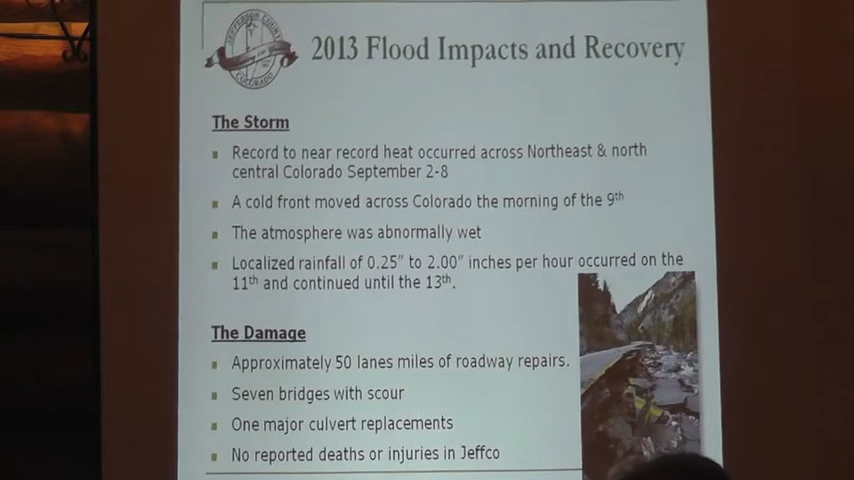 JEFFERSON COUNTY
COLORADO
2013 Flood Impacts and Recovery
The Storm
Record to near record heat occurred across Northeast & north
central Colorado September 2-8
A cold front moved across Colorado the morning of the 9th
The atmosphere was abnormally wet
Localized rainfall of 0.25" to 2.00" inches per hour occurred on the
11th and continued until the 13th.
The Damage
Approximately 50 lanes miles of roadway repairs.
Seven bridges with scour
One major culvert replacements
No reported deaths or injuries in Jeffco